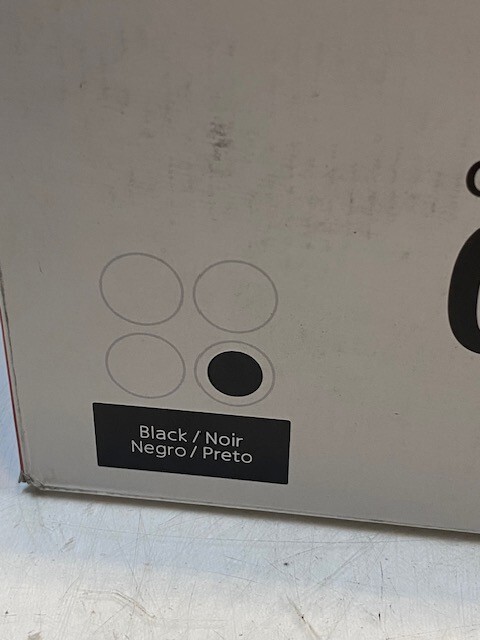 Black / Noir
Negro / Preto